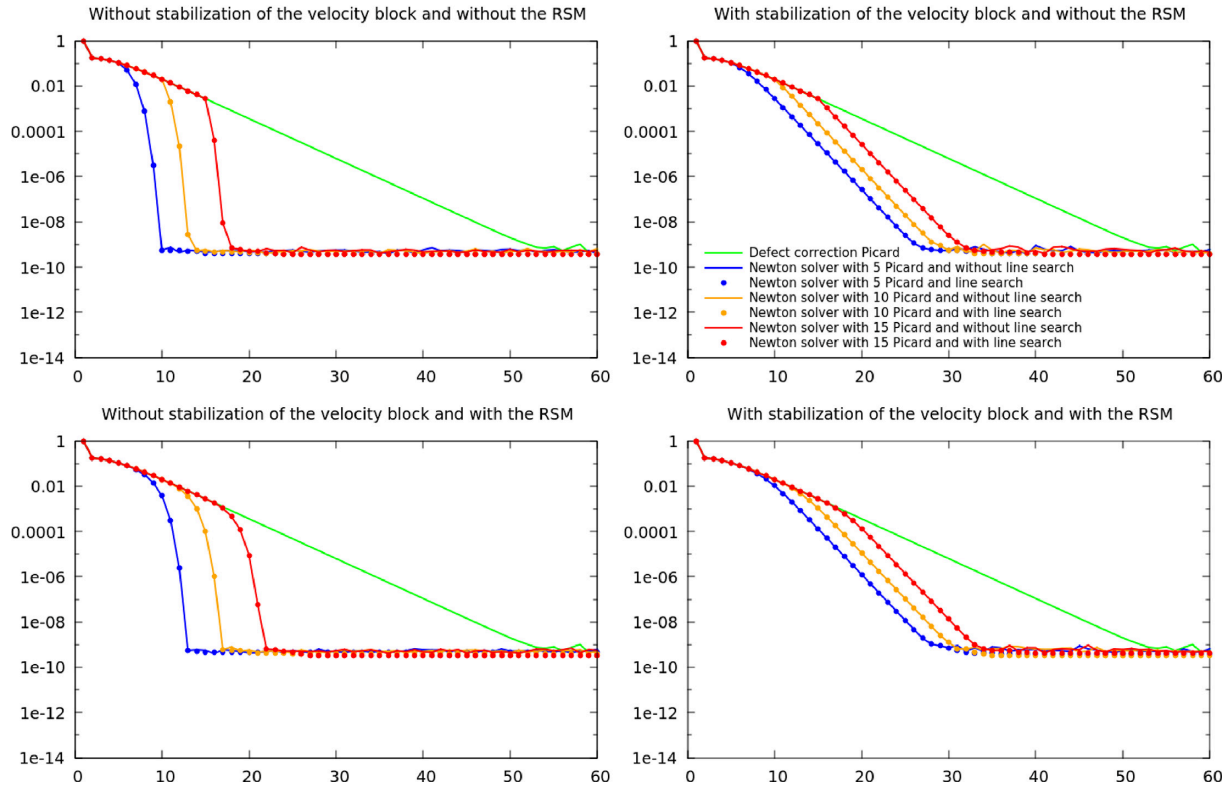 Without stabilization of the velocity block and without the RSM
1
0.01
0.0001
1e-06
1e-08
1e-10
1e-12
1e-14
0 10 20 30 40 50 60
With stabilization of the velocity block and without the RSM
1
0.01
0.0001
1e-06
1e-08
1e-10
1e-12
1e-14
Defect correction Picard
Newton solver with 5 Picard and without line search
Newton solver with 5 Picard and line search
Newton solver with 10 Picard and without line search
Newton solver with 10 Picard and with line search
Newton solver with 15 Picard and without line search
Newton solver with 15 Picard and with line search
0 10 20 30 40 50 60
Without stabilization of the velocity block and with the RSM
1
0.01
0.0001
1e-06
1e-08
1e-10
1e-12
1e-14
0 10 20 30 40 50 60
With stabilization of the velocity block and with the RSM
1
0.01
0.0001
1e-06
1e-08
1e-10
1e-12
1e-14
0 10 20 30 40 50 60